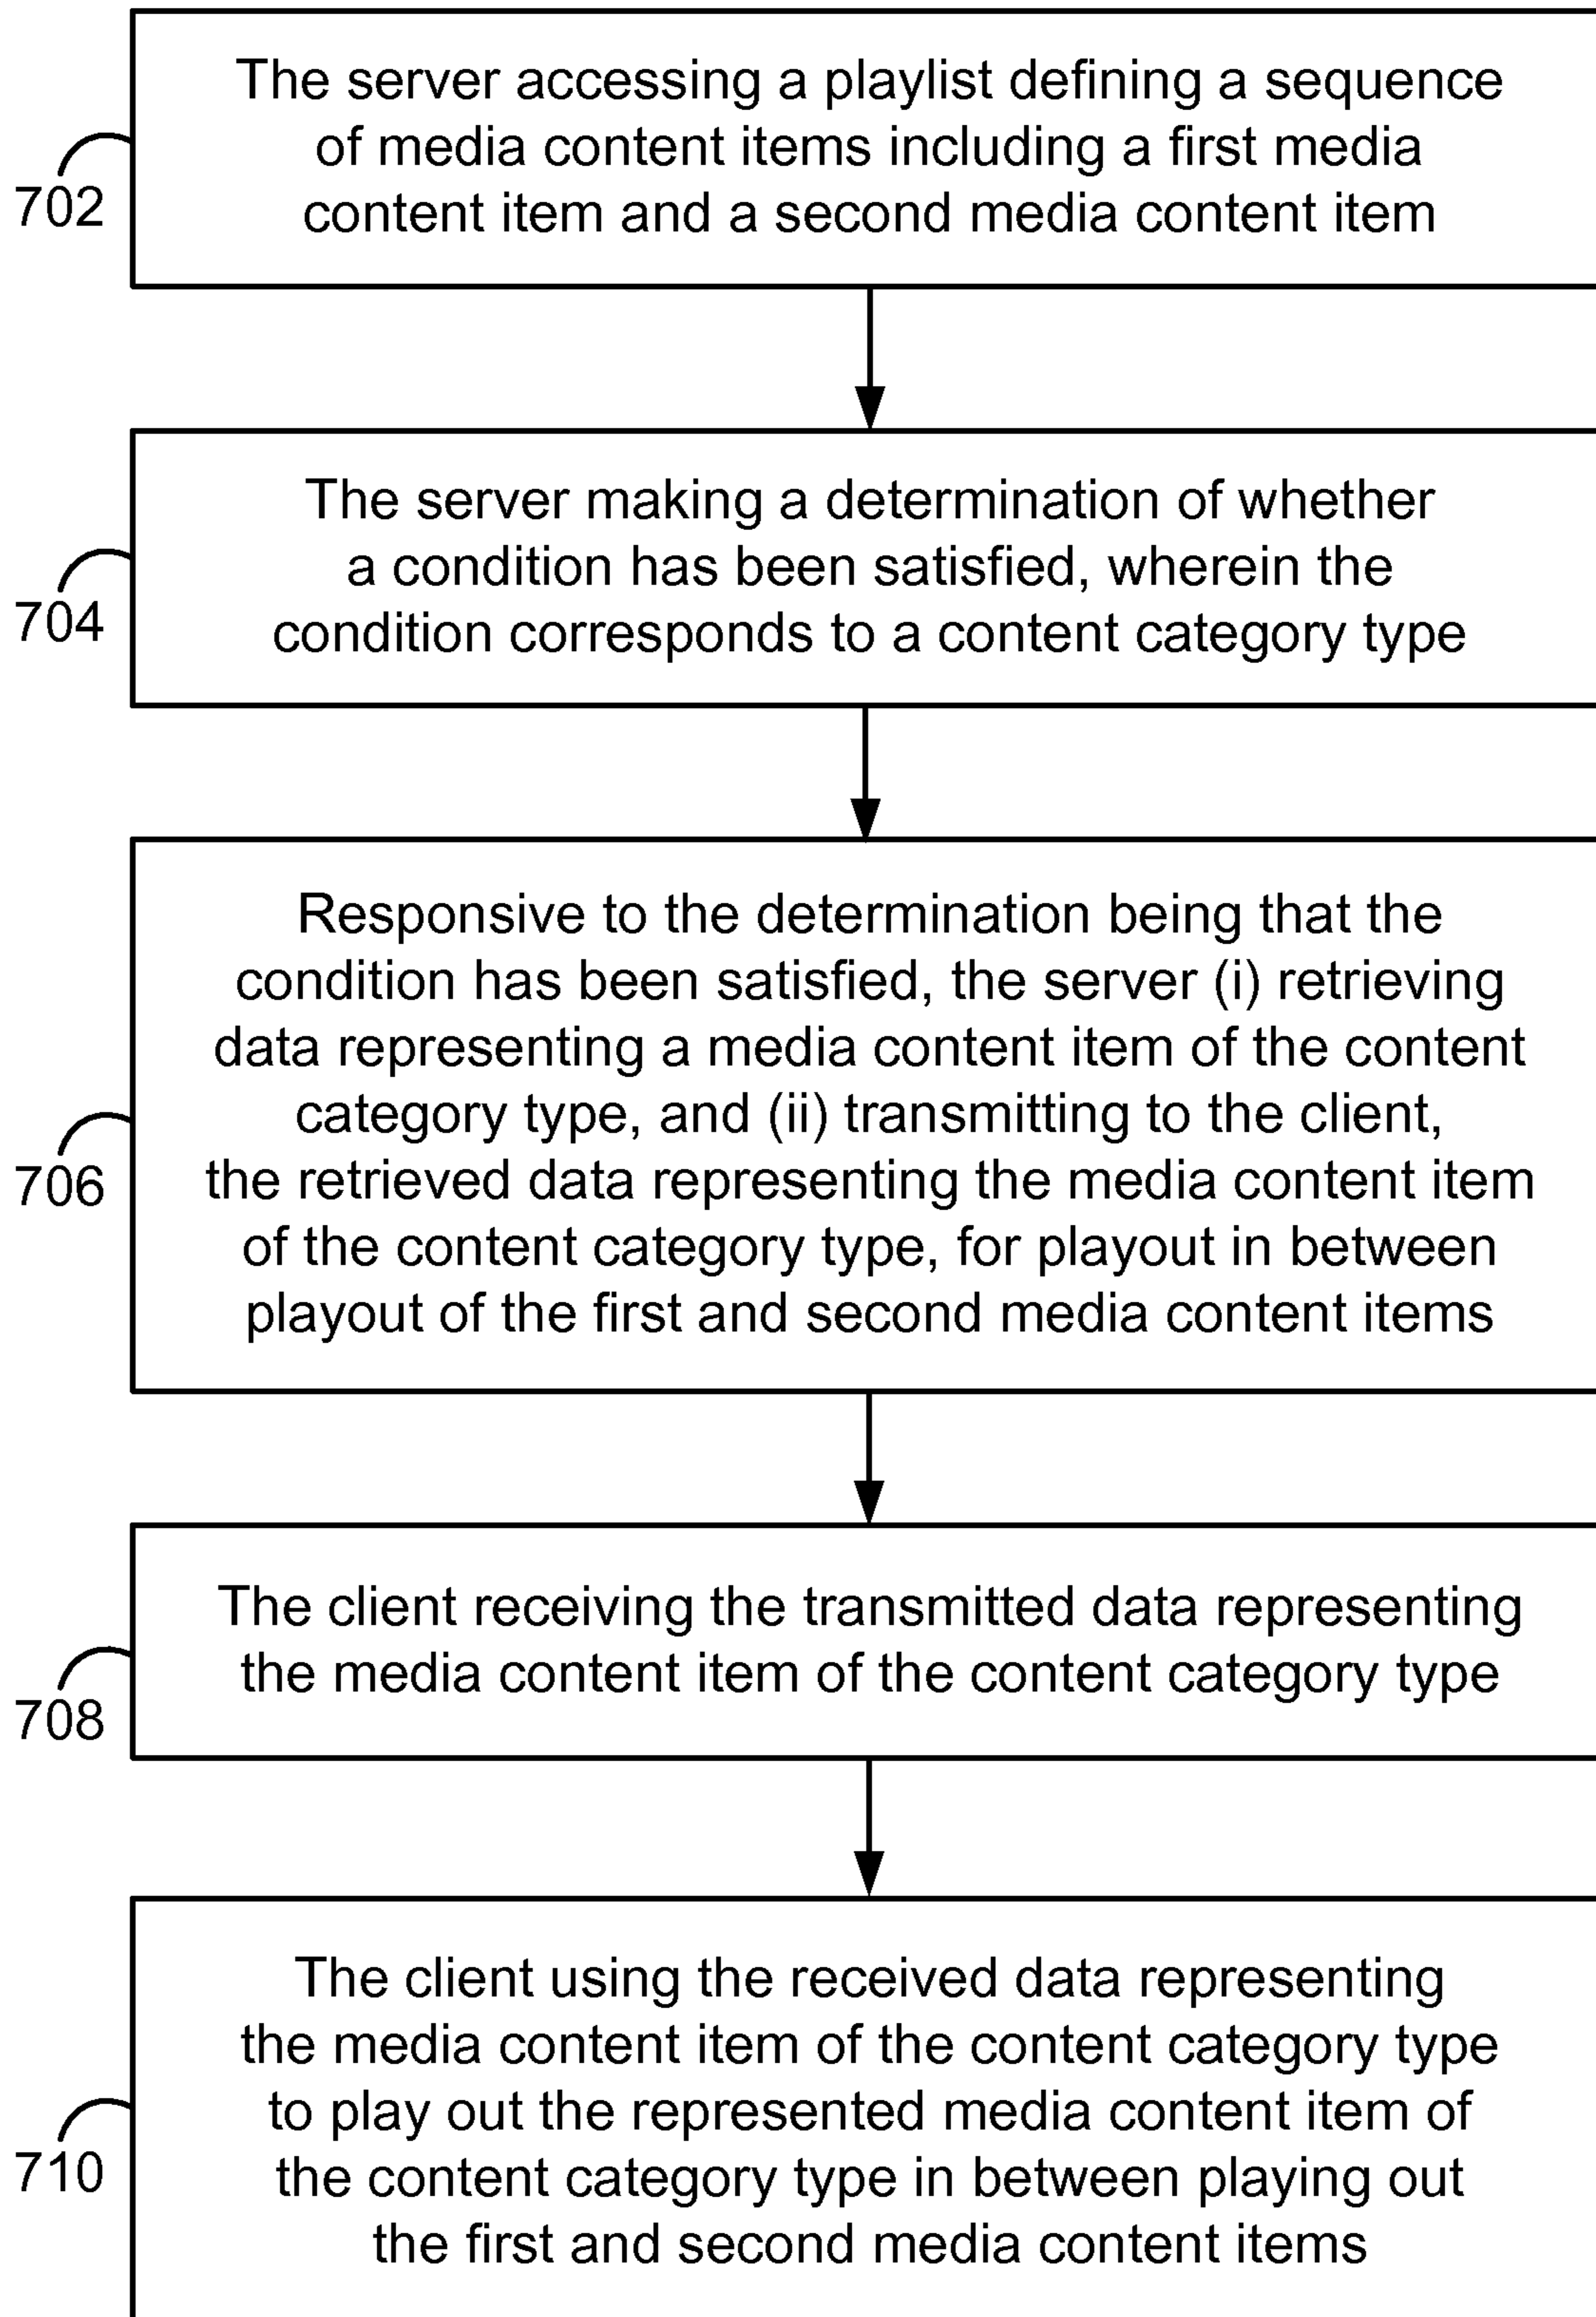 The server accessing a playlist defining a sequence
of media content items including a first media
content item and a second media content item
702
The server making a determination of whether
a condition has been satisfied, wherein the
condition corresponds to a content category type
704
Responsive to the determination being that the
condition has been satisfied, the server (i) retrieving
data representing a media content item of the content
category type, and (ii) transmitting to the client,
the retrieved data representing the media content item
of the content category type, for playout in between
playout of the first and second media content items
706
The client receiving the transmitted data representing
the media content item of the content category type
708
The client using the received data representing
the media content item of the content category type
to play out the represented media content item of
the content category type in between playing out
the first and second media content items
710